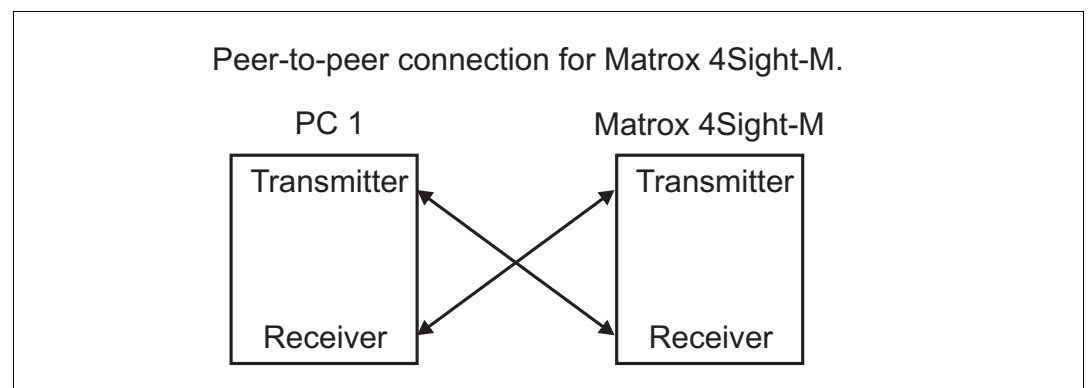 Peer-to-peer connection for Matrox 4Sight-M.
PC 1
Matrox 4Sight-M
Transmitter
Transmitter
Receiver
Receiver